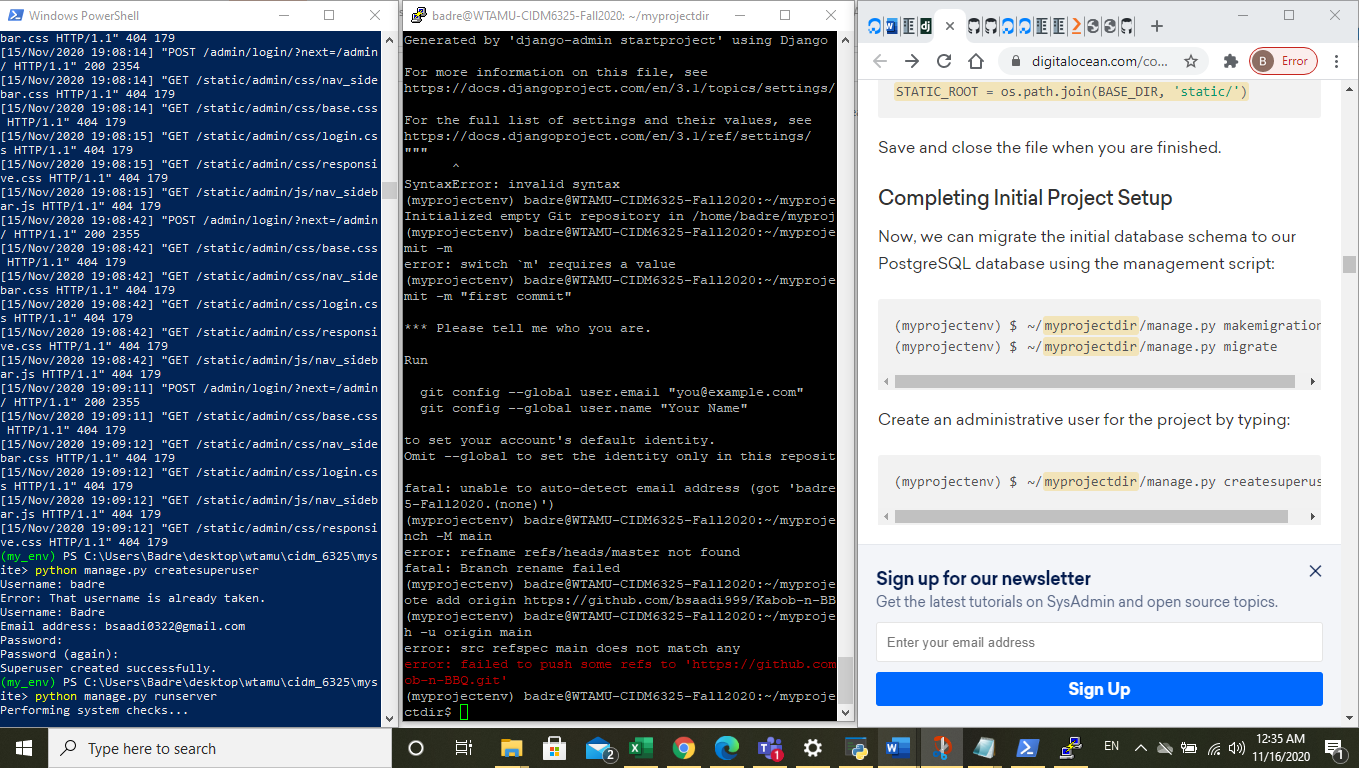 Windows PowerShell
bar.css HTTP/1.1" 404 179
[15/Nov/2020 19:08:14] "POST /admin/login/?next=/admin
/ HTTP/1.1" 200 2354
[15/Nov/2020 19:08:14] "GET /static/admin/css/nav_side
bar.css HTTP/1.1" 404 179
[15/Nov/2020 19:08:14] "GET /static/admin/css/base.css
 HTTP/1.1" 404 179
[15/Nov/2020 19:08:15] "GET /static/admin/css/login.cs
s HTTP/1.1" 404 179
[15/Nov/2020 19:08:15] "GET /static/admin/css/responsi
ve.css HTTP/1.1" 404 179
[15/Nov/2020 19:08:15] "GET /static/admin/js/nav_sideb
ar.js HTTP/1.1" 404 179
[15/Nov/2020 19:08:42] "POST /admin/login/?next=/admin
/ HTTP/1.1" 200 2355
[15/Nov/2020 19:08:42] "GET /static/admin/css/base.css
 HTTP/1.1" 404 179
[15/Nov/2020 19:08:42] "GET /static/admin/css/nav_side
bar.css HTTP/1.1" 404 179
[15/Nov/2020 19:08:42] "GET /static/admin/css/login.cs
s HTTP/1.1" 404 179
[15/Nov/2020 19:08:42] "GET /static/admin/css/responsi
ve.css HTTP/1.1" 404 179
[15/Nov/2020 19:08:42] "GET /static/admin/js/nav_sideb
ar.js HTTP/1.1" 404 179
[15/Nov/2020 19:09:11] "POST /admin/login/?next=/admin
/ HTTP/1.1" 200 2355
[15/Nov/2020 19:09:11] "GET /static/admin/css/base.css
 HTTP/1.1" 404 179
[15/Nov/2020 19:09:12] "GET /static/admin/css/nav_side
bar.css HTTP/1.1" 404 179
[15/Nov/2020 19:09:12] "GET /static/admin/css/login.cs
s HTTP/1.1" 404 179
[15/Nov/2020 19:09:12] "GET /static/admin/js/nav_sideb
ar.js HTTP/1.1" 404 179
[15/Nov/2020 19:09:12] "GET /static/admin/css/responsi
ve.css HTTP/1.1" 404 179
(my_env) PS C:\Users\Badre\desktop\wtamu\cidm_6325\mys
ite> python manage.py createsuperuser
Username: badre
Error: That username is already taken.
Username: Badre
Email address: bsaadi0322@gmail.com
Password:
Password (again):
Superuser created successfully.
(my_env) PS C:\Users\Badre\desktop\wtamu\cidm_6325\mys
ite> python manage.py runserver
Performing system checks...
badre@WTAMU-CIDM6325-Fall2020: ~/myprojectdir
Generated by 'django-admin startproject' using Django
For more information on this file, see
https://docs.djangoproject.com/en/3.1/topics/settings/
For the full list of settings and their values, see
https://docs.djangoproject.com/en/3.1/ref/settings/
"""
^
SyntaxError: invalid syntax
(myprojectenv) badre@WTAMU-CIDM6325-Fall2020:~/myproje
Initialized empty Git repository in /home/badre/myproj
(myprojectenv) badre@WTAMU-CIDM6325-Fall2020:~/myproje
mit -m
error: switch `m' requires a value
(myprojectenv) badre@WTAMU-CIDM6325-Fall2020:~/myproje
mit -m "first commit"
*** Please tell me who you are.
Run
git config --global user.email "you@example.com"
git config --global user.name "Your Name"
to set your account's default identity.
Omit --global to set the identity only in this reposit
fatal: unable to auto-detect email address (got 'badre
5-Fall2020.(none)')
(myprojectenv) badre@WTAMU-CIDM6325-Fall2020:~/myproje
nch -M main
error: refname refs/heads/master not found
fatal: Branch rename failed
(myprojectenv) badre@WTAMU-CIDM6325-Fall2020:~/myproje
ote add origin https://github.com/bsaadi999/Kabob-n-BB
(myprojectenv) badre@WTAMU-CIDM6325-Fall2020:~/myproje
h -u origin main
error: src refspec main does not match any
error: failed to push some refs to 'https://github.com
ob-n-BBQ.git'
(myprojectenv) badre@WTAMU-CIDM6325-Fall2020:~/myproje
ctdir$
digitalocean.com/co...
B Error
STATIC_ROOT = os.path.join(BASE_DIR, 'static/')
Save and close the file when you are finished.
Completing Initial Project Setup
Now, we can migrate the initial database schema to our
PostgreSQL database using the management script:
(myprojectenv) $ ~/myprojectdir/manage.py makemigration
(myprojectenv) $ ~/myprojectdir/manage.py migrate
Create an administrative user for the project by typing:
(myprojectenv) $ ~/myprojectdir/manage.py createsuperus
Sign up for our newsletter
Get the latest tutorials on SysAdmin and open source topics.
Enter your email address
Sign Up
Type here to search
2
1
EN
12:35 AM
11/16/2020
1